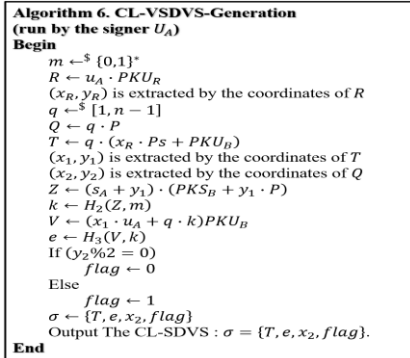 Algorithm 6. CL-VSDVS-Generation
(run by the signer U_A)
Begin
m ←$ {0,1}*
R ← u_A · PKU_R
(x_R, y_R) is extracted by the coordinates of R
q ←$ [1, n − 1]
Q ← q · P
T ← q · (x_R · Ps + PKU_B)
(x_1, y_1) is extracted by the coordinates of T
(x_2, y_2) is extracted by the coordinates of Q
Z ← (s_A + y_1) · (PKS_B + y_1 · P)
k ← H_2(Z, m)
V ← (x_1 · u_A + q · k)PKU_B
e ← H_3(V, k)
If (y_2%2 = 0)
flag ← 0
Else
flag ← 1
σ ← {T, e, x_2, flag}
Output The CL-SDVS : σ = {T, e, x_2, flag}.
End